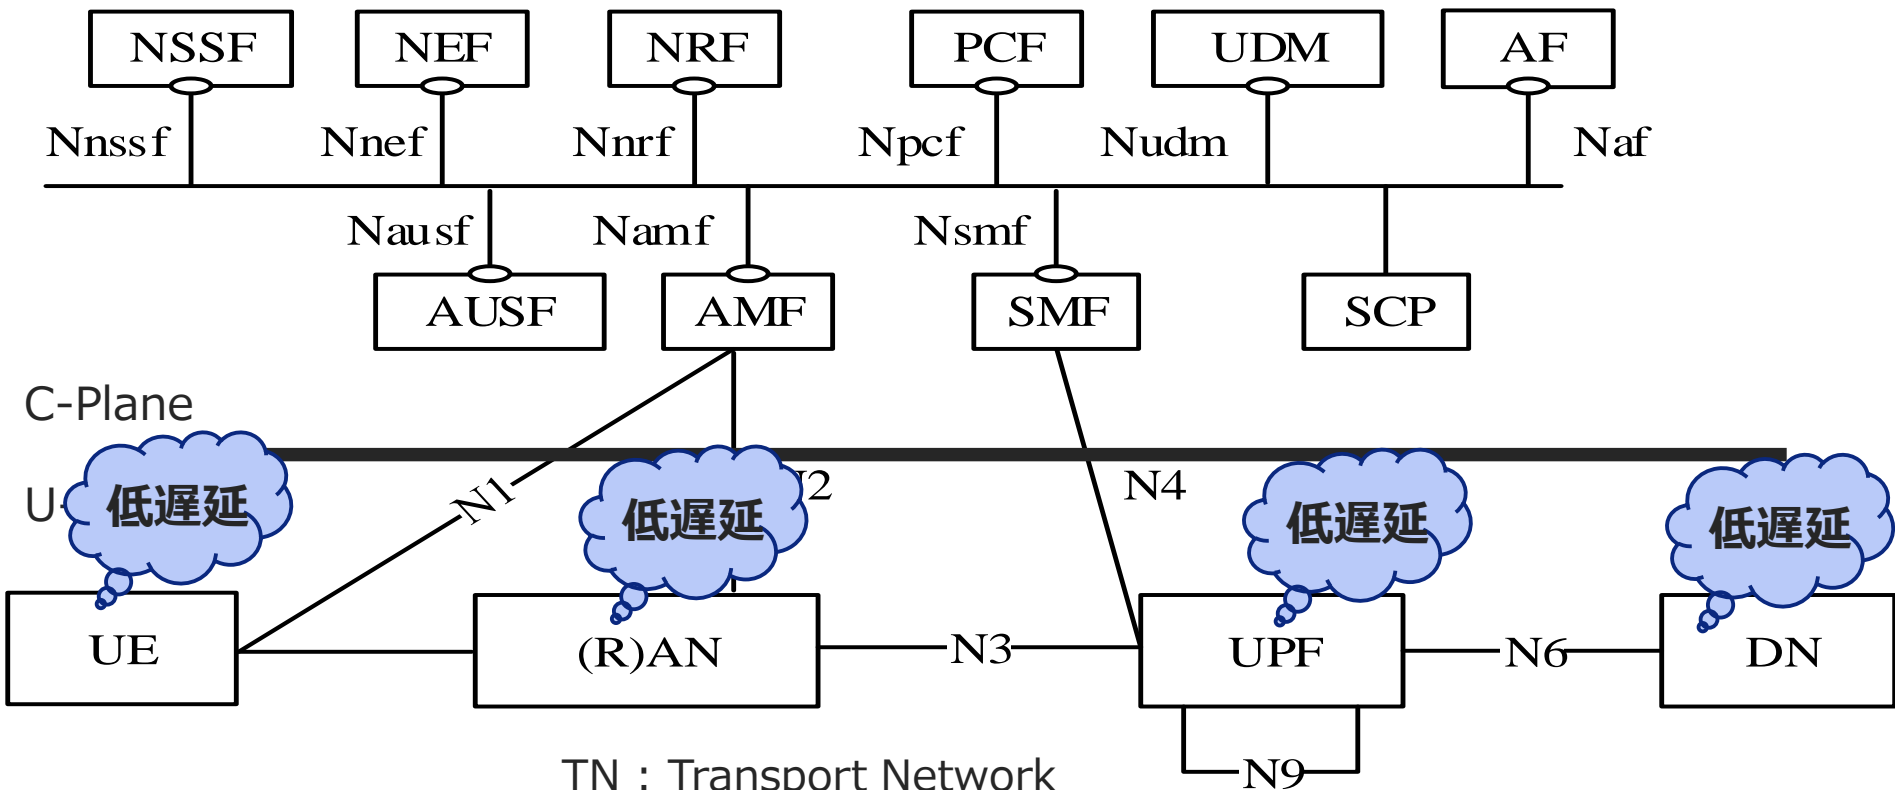 NSSF NEF NRF PCF UDM AF
Nnssf Nnef Nnrf Npcf Nudm Naf
Nausf Namf Nsmf
AUSF AMF SMF SCP
C-Plane
N1 N4
低遅延 低遅延 低遅延 低遅延
UE (R)AN N3 UPF N6 DN
TN : Transport Network
N9